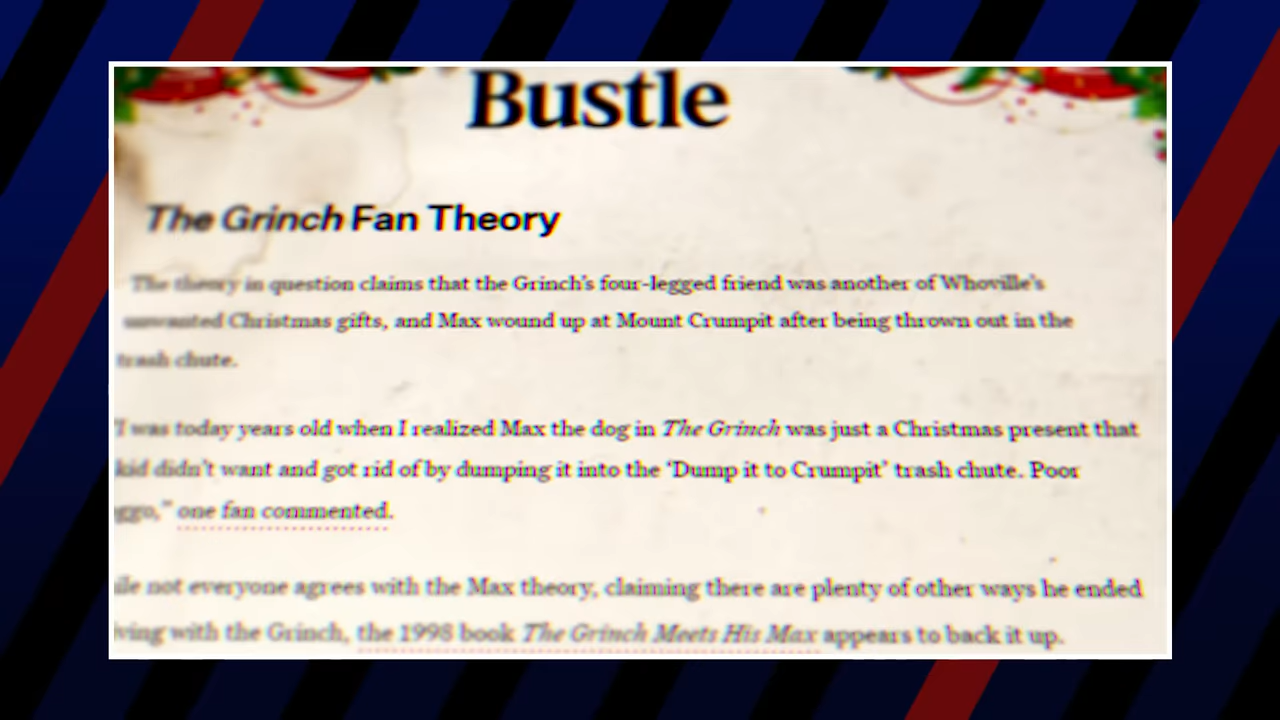 Bustle
The Grinch Fan Theory
The theory in question claims that the Grinch's four-legged friend was another of Whoville's
unwanted Christmas gifts, and Max wound up at Mount Crumpit after being thrown out in the
trash chute.
"I was today years old when I realized Max the dog in The Grinch was just a Christmas present that
kid didn't want and got rid of by dumping it into the 'Dump it to Crumpit' trash chute. Poor
ggo," one fan commented.
ile not everyone agrees with the Max theory, claiming there are plenty of other ways he ended
ving with the Grinch, the 1998 book The Grinch Meets His Max appears to back it up.